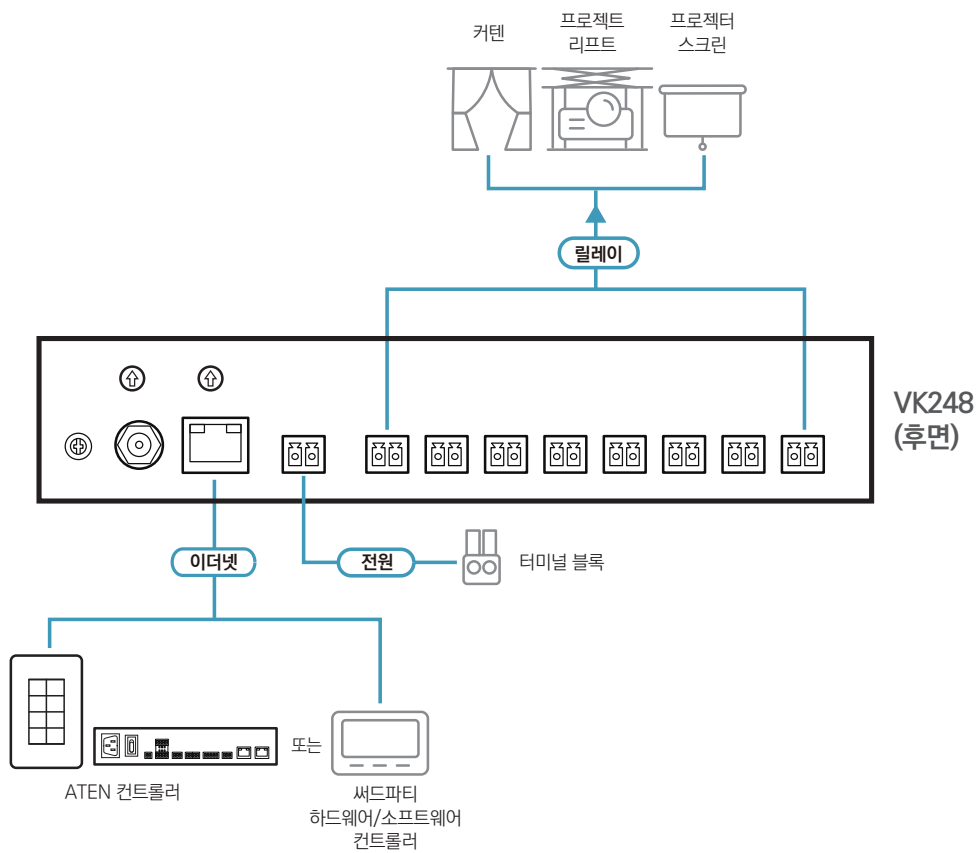 커텐
프로젝트
리프트
프로젝터
스크린
릴레이
VK248
(후면)
이더넷
전원
터미널 블록
ATEN 컨트롤러
또는
써드파티
하드웨어/소프트웨어
컨트롤러